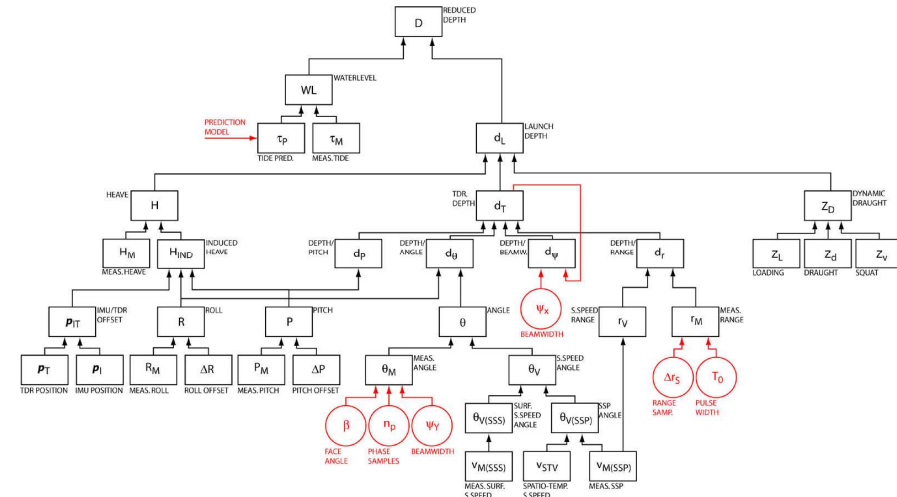 REDUCED
DEPTH
D
WATERLEVEL
WL
PREDICTION
MODEL
τP
τM
TIDE PRED.
MEAS. TIDE
LAUNCH
DEPTH
dL
HEAVE
H
TDR.
DEPTH
dT
DYNAMIC
DRAUGHT
ZD
HM
MEAS. HEAVE
INDUCED
HEAVE
HIND
DEPTH/
PITCH
dP
DEPTH/
ANGLE
dθ
DEPTH/
BEAMW.
dψ
DEPTH/
RANGE
dr
ZL
Zd
Zv
LOADING
DRAUGHT
SQUAT
IMU/TDR
OFFSET
pIT
ROLL
R
PITCH
P
ANGLE
θ
ψx
BEAMWIDTH
S.SPEED
RANGE
rV
MEAS.
RANGE
rM
pT
pI
RM
ΔR
PM
ΔP
TDR POSITION
IMU POSITION
MEAS. ROLL
ROLL OFFSET
MEAS. PITCH
PITCH OFFSET
MEAS.
ANGLE
θM
S.SPEED
ANGLE
θV
ΔrS
T0
RANGE
SAMP.
PULSE
WIDTH
β
np
ψY
FACE
ANGLE
PHASE
SAMPLES
BEAMWIDTH
SURF.
S.SPEED
ANGLE
θV(SSS)
SSP
ANGLE
θV(SSP)
vM(SSS)
vSTV
vM(SSP)
MEAS. SURF.
S.SPEED
SPATIO-TEMP.
S.SPEED
MEAS. SSP